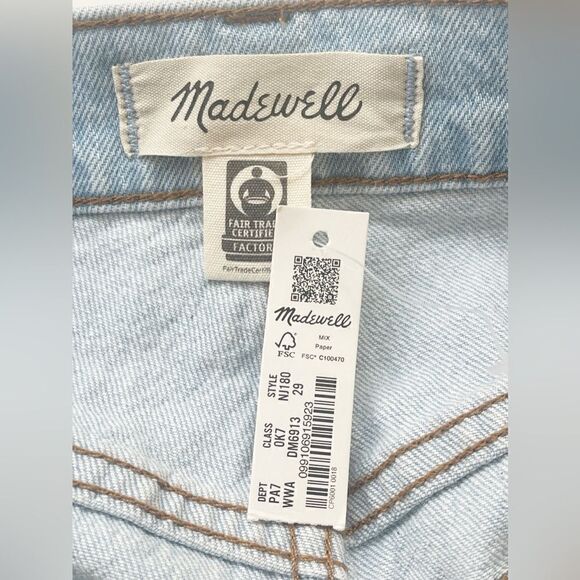 Madewell
FAIR TRADE
CERTIFIED
FACTORY
FairTradeCertifi
Madewell
FSC
MIX
Paper
FSC® C100470
DEPT CLASS STYLE
PA7 0K7 NJ180
WWA DM6913 29
099106915923